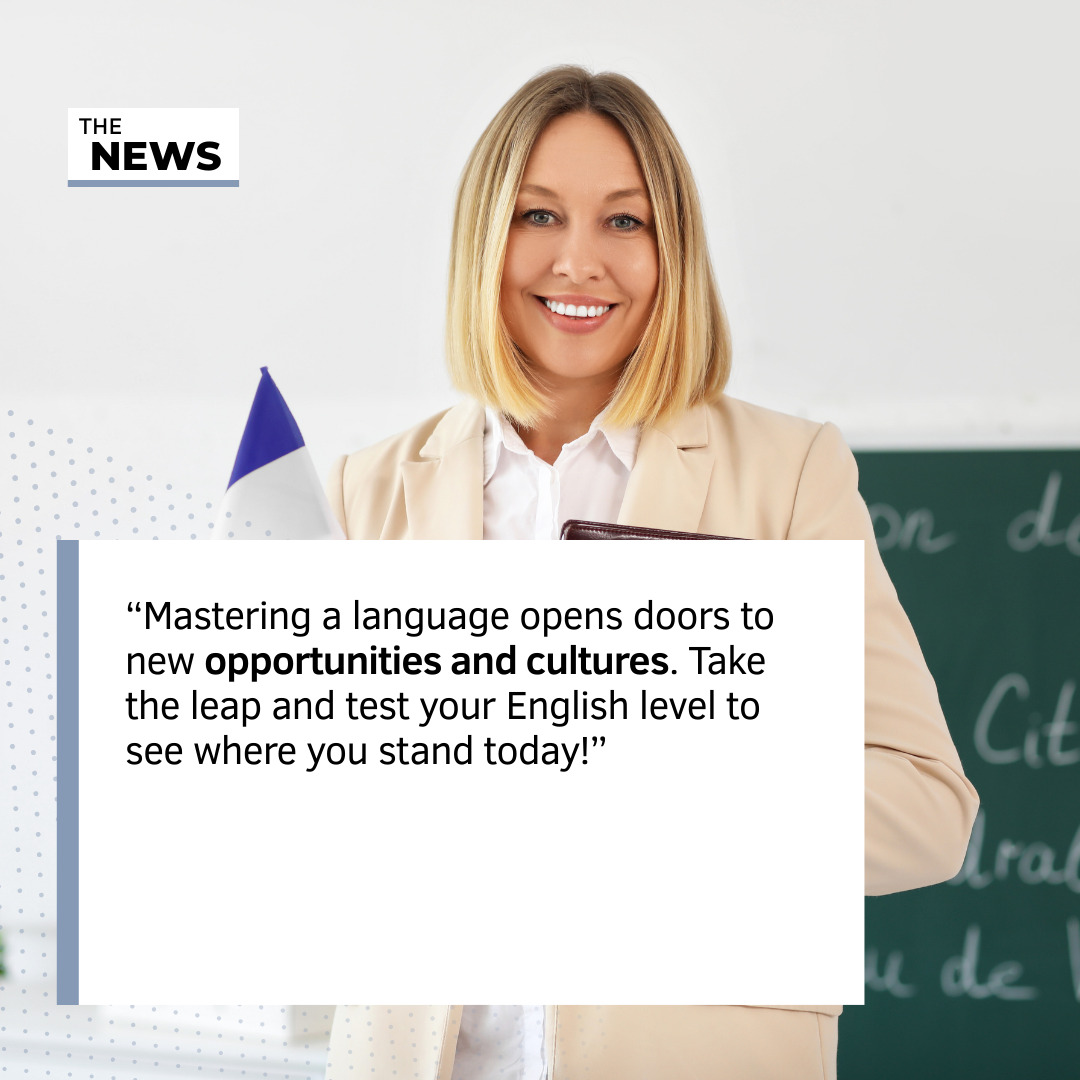 THE
NEWS
“Mastering a language opens doors to
new opportunities and cultures. Take
the leap and test your English level to
see where you stand today!”
de